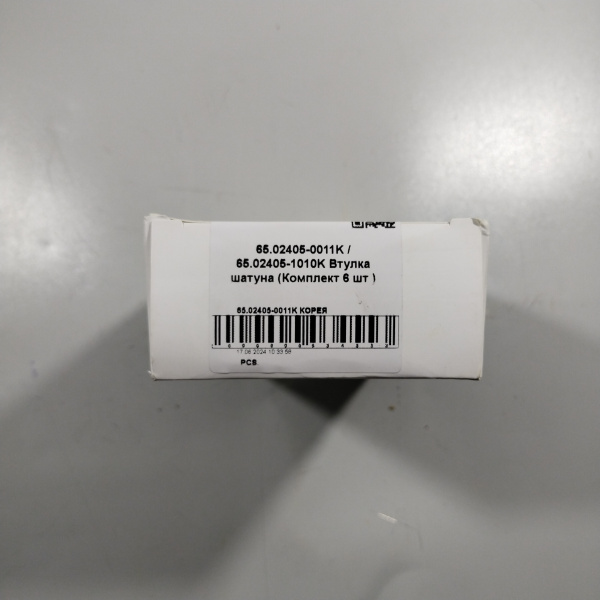 65.02405-0011K /
65.02405-1010K Втулка
шатуна (Комплект 6 шт )
65.02405-0011K КОРЕЯ
17.06.2024 10:33:58
PCS